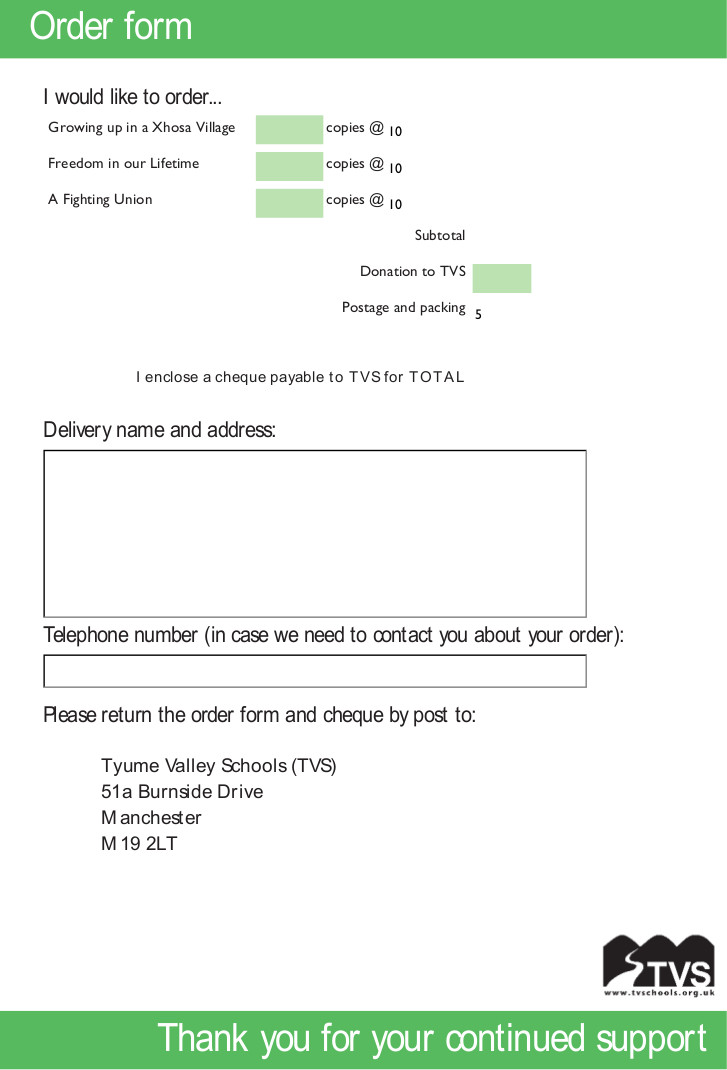 Order form
I would like to order...
Growing up in a Xhosa Village copies @ 10
Freedom in our Lifetime copies @ 10
A Fighting Union copies @ 10
Subtotal
Donation to TVS
Postage and packing 5
I enclose a cheque payable to TVS for TOTAL
Delivery name and address:
Telephone number (in case we need to contact you about your order):
Please return the order form and cheque by post to:
Tyume Valley Schools (TVS)
51a Burnside Drive
Manchester
M19 2LT
TVS
www.tvschools.org.uk
Thank you for your continued support